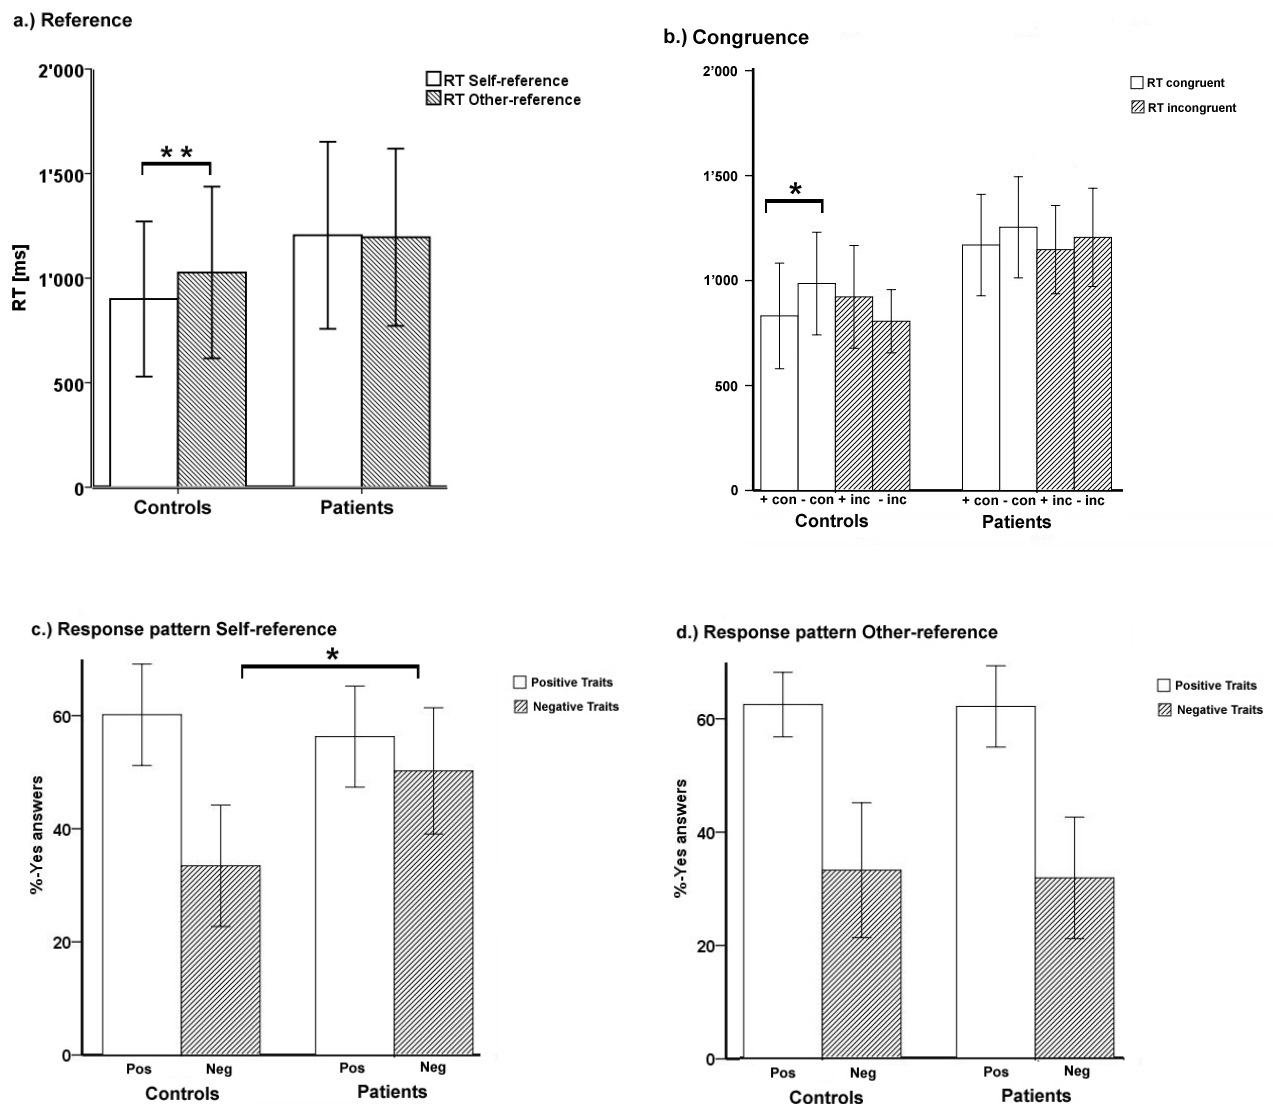 a.) Reference
2'000
1'500
1'000
500
0
RT [ms]
RT Self-reference
RT Other-reference
* *
Controls
Patients
b.) Congruence
2'000
1'500
1'000
500
0
RT congruent
RT incongruent
*
+ con - con + inc - inc
+ con - con + inc - inc
Controls
Patients
c.) Response pattern Self-reference
60
40
20
0
%-Yes answers
*
Positive Traits
Negative Traits
Pos Neg Pos Neg
Controls
Patients
d.) Response pattern Other-reference
60
40
20
0
%-Yes answers
Positive Traits
Negative Traits
Pos Neg Pos Neg
Controls
Patients